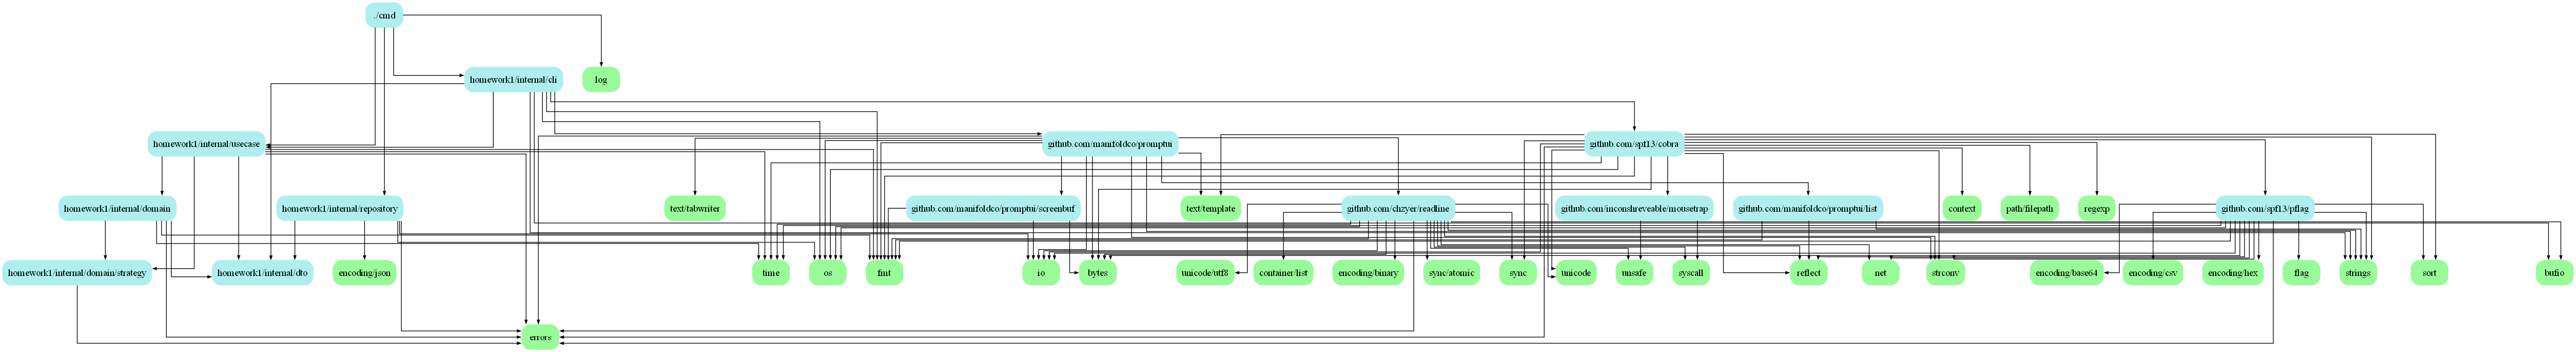 ./cmd
homework1/internal/cli
log
homework1/internal/usecase
github.com/manifoldco/promptui
github.com/spf13/cobra
homework1/internal/domain
homework1/internal/repository
text/tabwriter
github.com/manifoldco/promptui/screenbuf
text/template
github.com/chzyer/readline
github.com/inconshreveable/mousetrap
github.com/manifoldco/promptui/list
context
path/filepath
regexp
github.com/spf13/pflag
homework1/internal/domain/strategy
homework1/internal/dto
encoding/json
time
os
fmt
io
bytes
unicode/utf8
container/list
encoding/binary
sync/atomic
sync
unicode
unsafe
syscall
reflect
net
strconv
encoding/base64
encoding/csv
encoding/hex
flag
strings
sort
bufio
errors